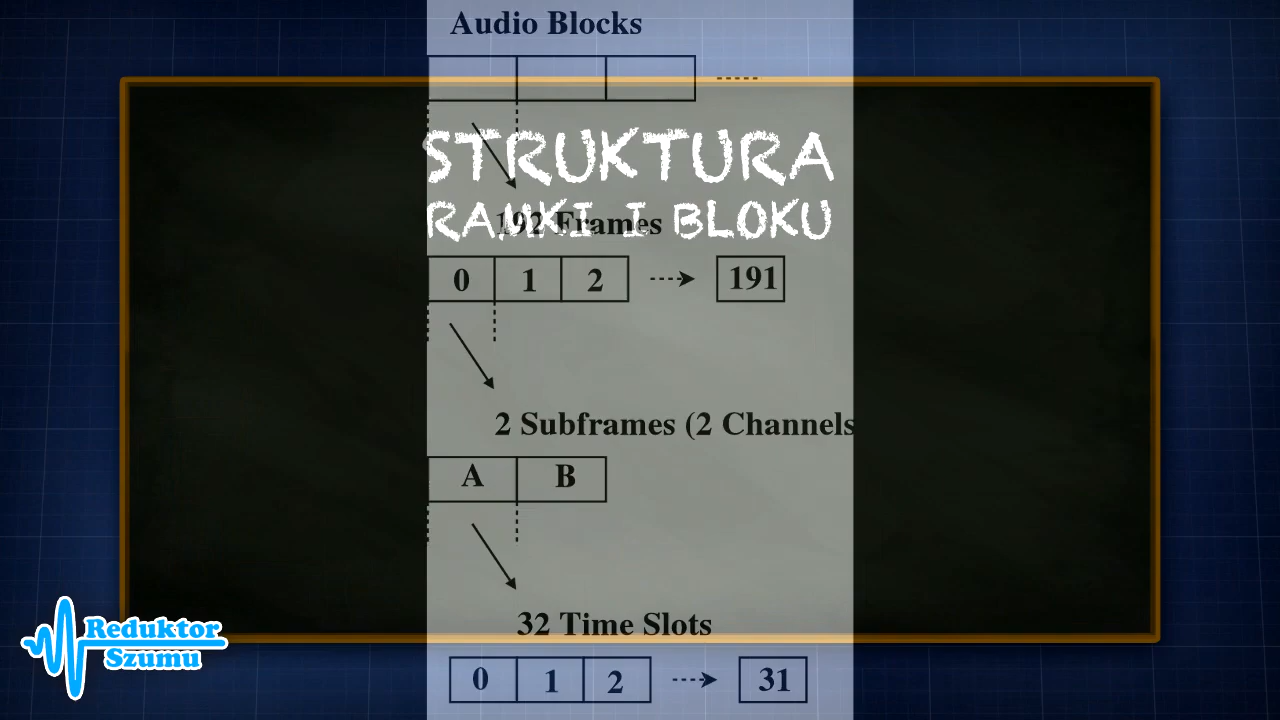 Audio Blocks
STRUKTURA
RAMKI I BLOKU
192 Frames
0 1 2 191
2 Subframes (2 Channels
A B
32 Time Slots
0 1 2 31
Reduktor
Szumu